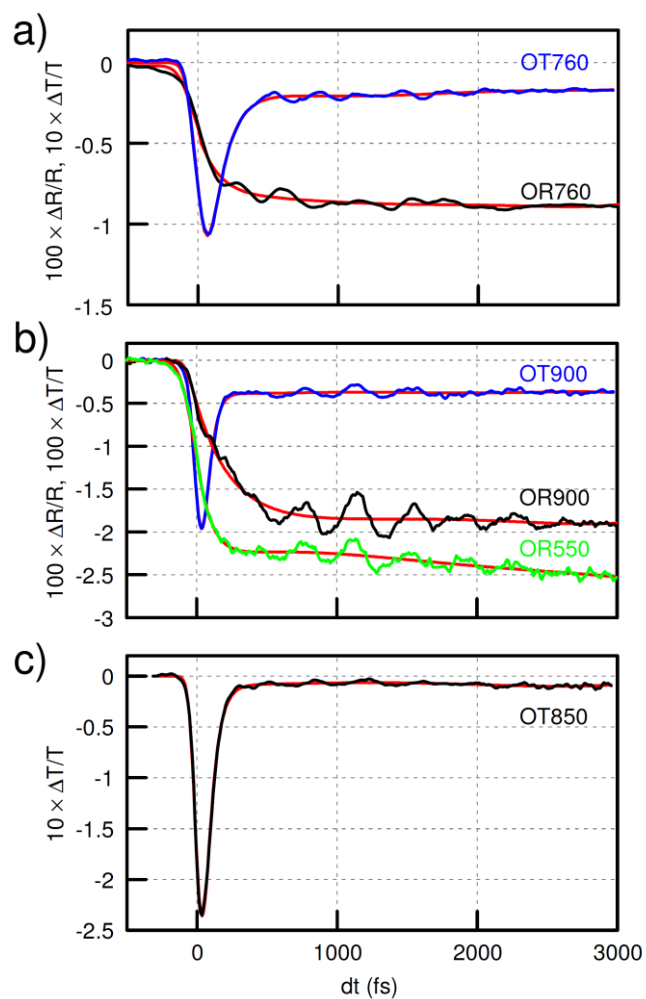 a)
100 × ΔR/R, 10 × ΔT/T
0
-0.5
-1
-1.5
OT760
OR760
b)
100 × ΔR/R, 100 × ΔT/T
0
-0.5
-1
-1.5
-2
-2.5
-3
OT900
OR900
OR550
c)
10 × ΔT/T
0
-0.5
-1
-1.5
-2
-2.5
OT850
0 1000 2000 3000
dt (fs)